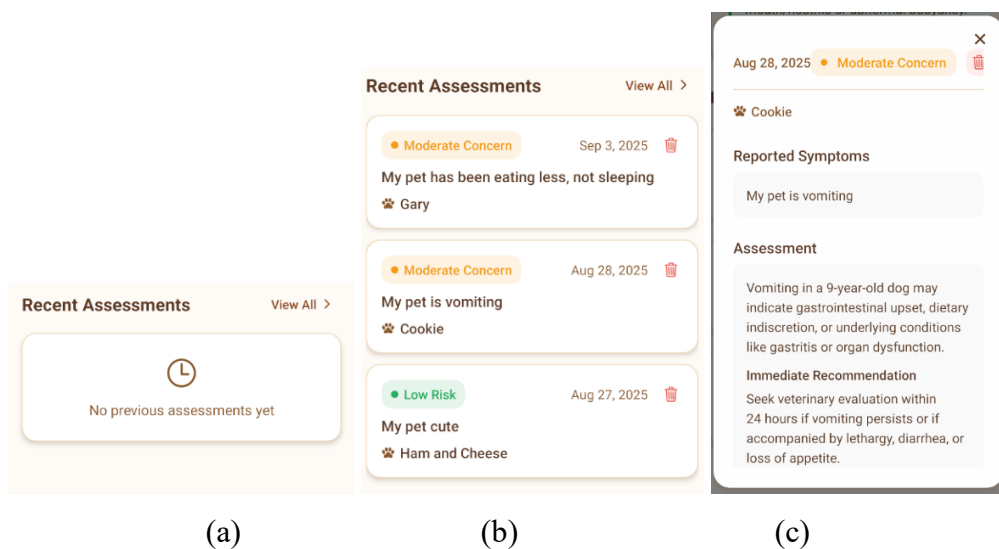 Recent Assessments View All >
No previous assessments yet
(a)
Recent Assessments View All >
Moderate Concern Sep 3, 2025
My pet has been eating less, not sleeping
Gary
Moderate Concern Aug 28, 2025
My pet is vomiting
Cookie
Low Risk Aug 27, 2025
My pet cute
Ham and Cheese
(b)
Aug 28, 2025 Moderate Concern
Cookie
Reported Symptoms
My pet is vomiting
Assessment
Vomiting in a 9-year-old dog may
indicate gastrointestinal upset, dietary
indiscretion, or underlying conditions
like gastritis or organ dysfunction.
Immediate Recommendation
Seek veterinary evaluation within
24 hours if vomiting persists or if
accompanied by lethargy, diarrhea, or
loss of appetite.
(c)